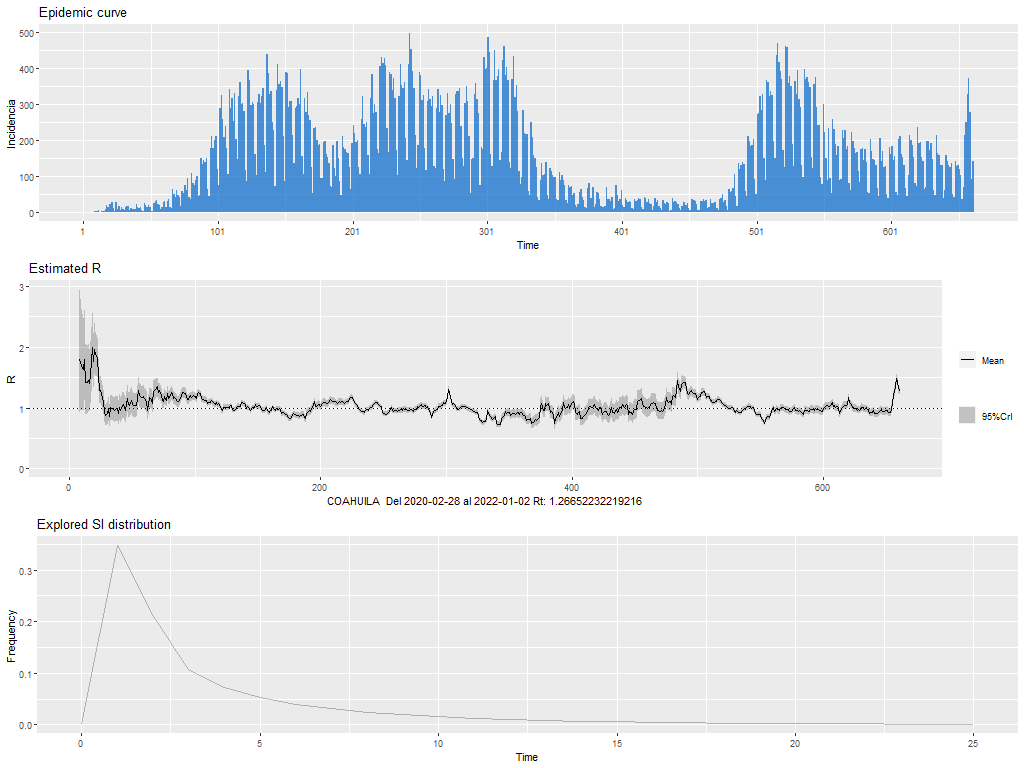 Epidemic curve
500
400
300
200
100
0
Incidencia
1
101
201
301
401
501
601
Time
Estimated R
3
2
1
0
R
Mean
95%CrI
0
200
400
600
COAHUILA Del 2020-02-28 al 2022-01-02 Rt: 1.26652232219216
Explored SI distribution
0.3
0.2
0.1
0.0
Frequency
0
5
10
15
20
25
Time